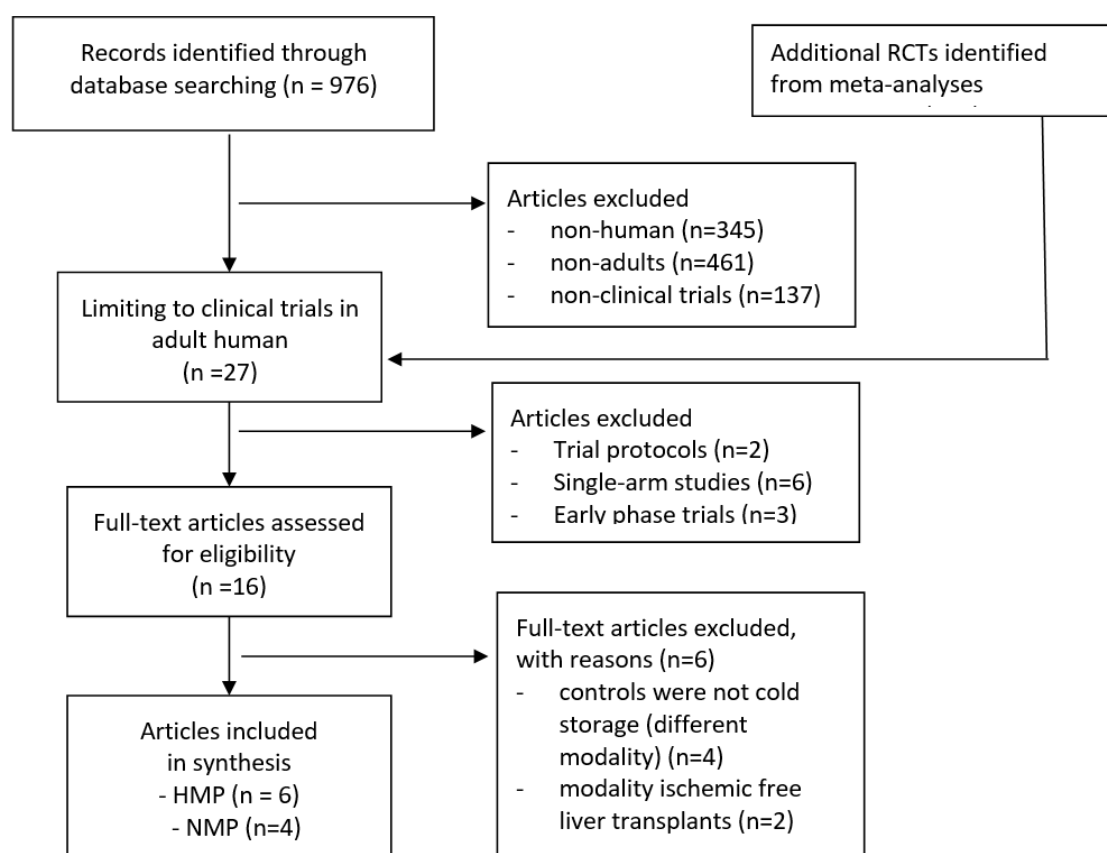 Records identified through
database searching (n = 976)
Additional RCTs identified
from meta-analyses
Articles excluded
- non-human (n=345)
- non-adults (n=461)
- non-clinical trials (n=137)
Limiting to clinical trials in
adult human
(n =27)
Articles excluded
- Trial protocols (n=2)
- Single-arm studies (n=6)
- Early phase trials (n=3)
Full-text articles assessed
for eligibility
(n =16)
Full-text articles excluded,
with reasons (n=6)
- controls were not cold
storage (different
modality) (n=4)
- modality ischemic free
liver transplants (n=2)
Articles included
in synthesis
- HMP (n = 6)
- NMP (n=4)